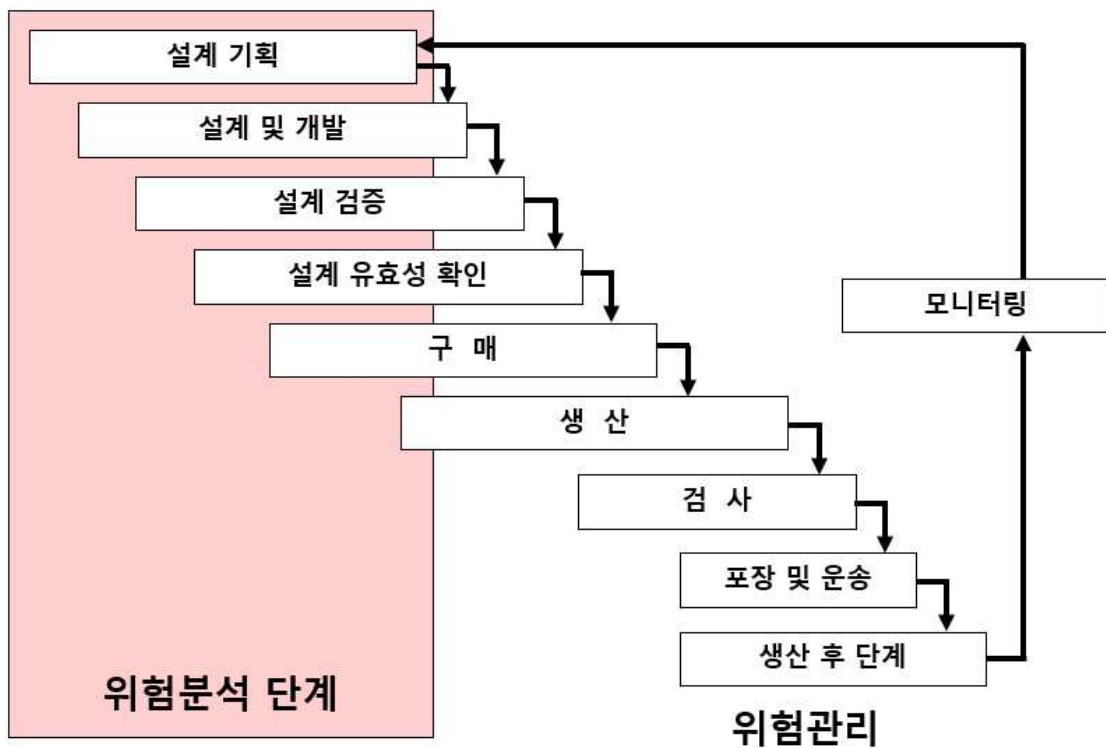 설계 기획
설계 및 개발
설계 검증
설계 유효성 확인
모니터링
구 매
생 산
검 사
포장 및 운송
생산 후 단계
위험분석 단계
위험관리